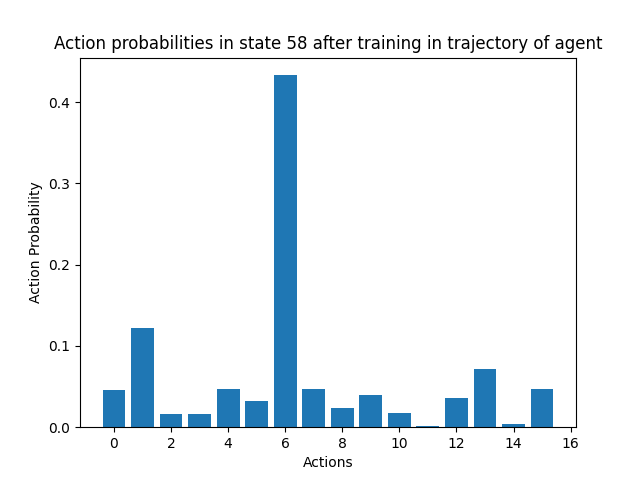 Action probabilities in state 58 after training in trajectory of agent
0.4
0.3
0.2
0.1
0.0
Action Probability
0 2 4 6 8 10 12 14 16
Actions